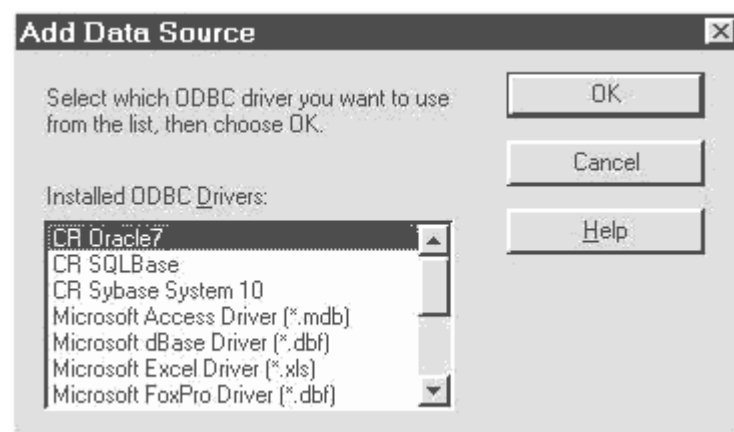 Add Data Source
Select which ODBC driver you want to use
from the list, then choose OK.
Installed ODBC Drivers:
CR Oracle7
CR SQLBase
CR Sybase System 10
Microsoft Access Driver (*.mdb)
Microsoft dBase Driver (*.dbf)
Microsoft Excel Driver (*.xls)
Microsoft FoxPro Driver (*.dbf)
OK
Cancel
Help